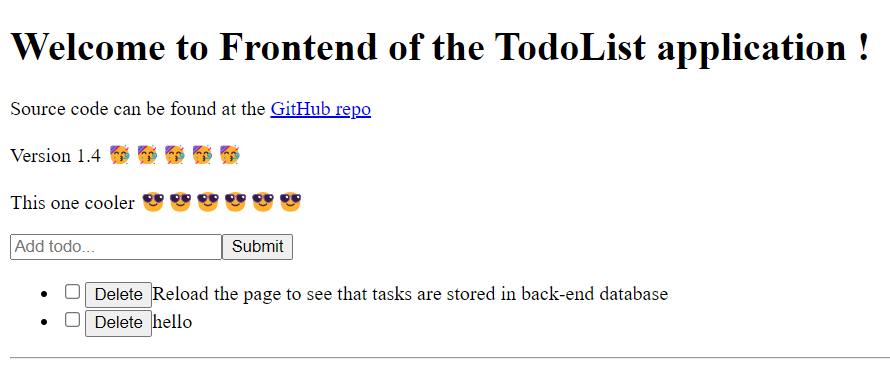 Welcome to Frontend of the TodoList application !
Source code can be found at the GitHub repo
Version 1.4 🥳 🥳 🥳 🥳 🥳
This one cooler 😎 😎 😎 😎 😎 😎
Add todo... Submit
Delete Reload the page to see that tasks are stored in back-end database
Delete hello